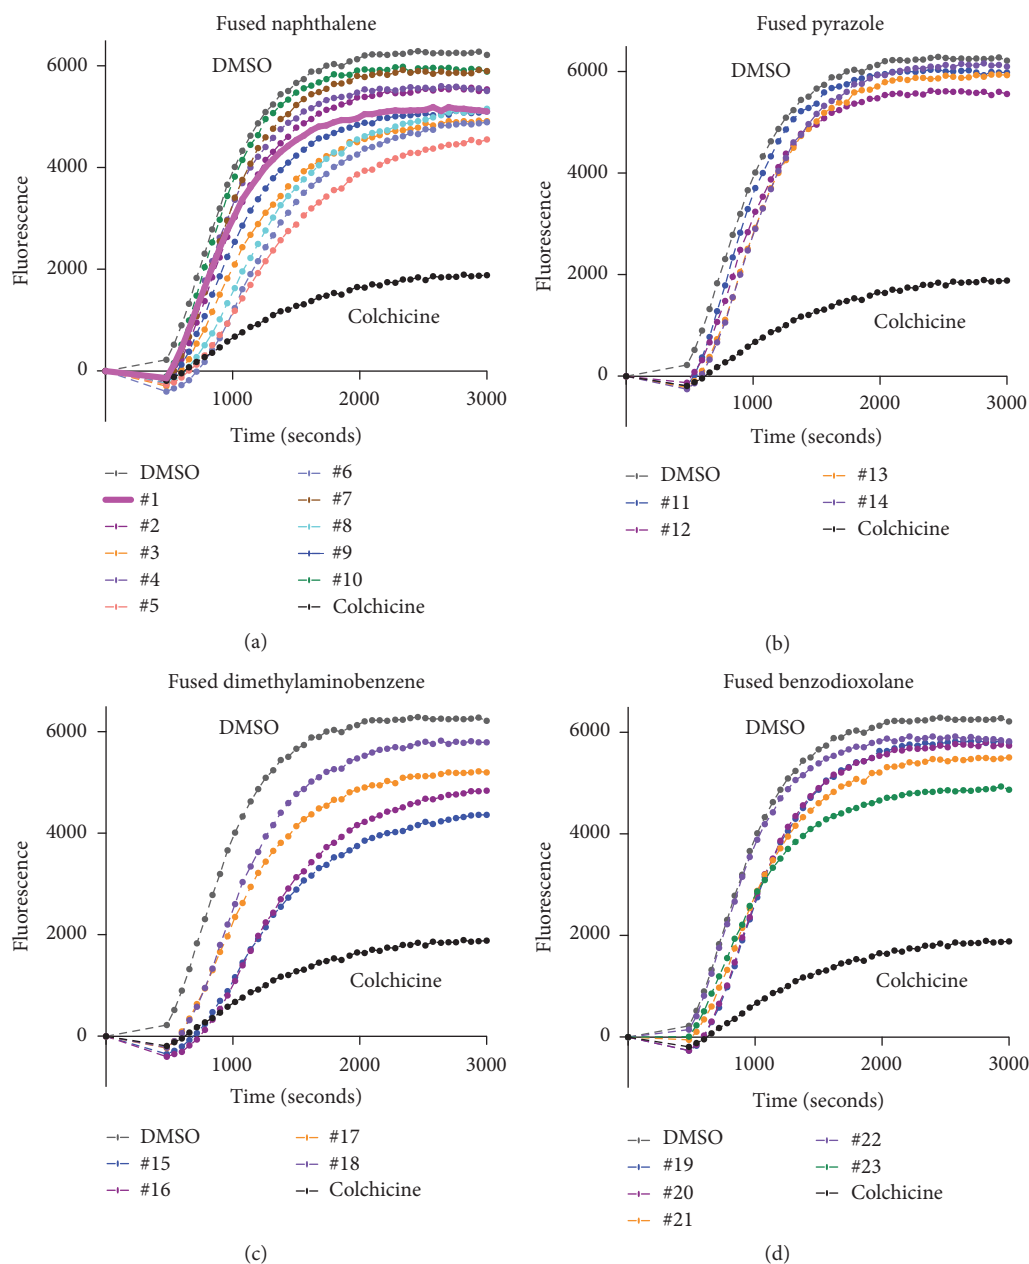 Fused naphthalene
DMSO
6000
4000
2000
0
Fluorescence
Colchicine
1000 2000 3000
Time (seconds)
DMSO
#1
#2
#3
#4
#5
#6
#7
#8
#9
#10
Colchicine
(a)
Fused pyrazole
DMSO
6000
4000
2000
0
Fluorescence
Colchicine
1000 2000 3000
Time (seconds)
DMSO
#11
#12
#13
#14
Colchicine
(b)
Fused dimethylaminobenzene
DMSO
6000
4000
2000
0
Fluorescence
Colchicine
1000 2000 3000
Time (seconds)
DMSO
#15
#16
#17
#18
Colchicine
(c)
Fused benzodioxolane
DMSO
6000
4000
2000
0
Fluorescence
Colchicine
1000 2000 3000
Time (seconds)
DMSO
#19
#20
#21
#22
#23
Colchicine
(d)